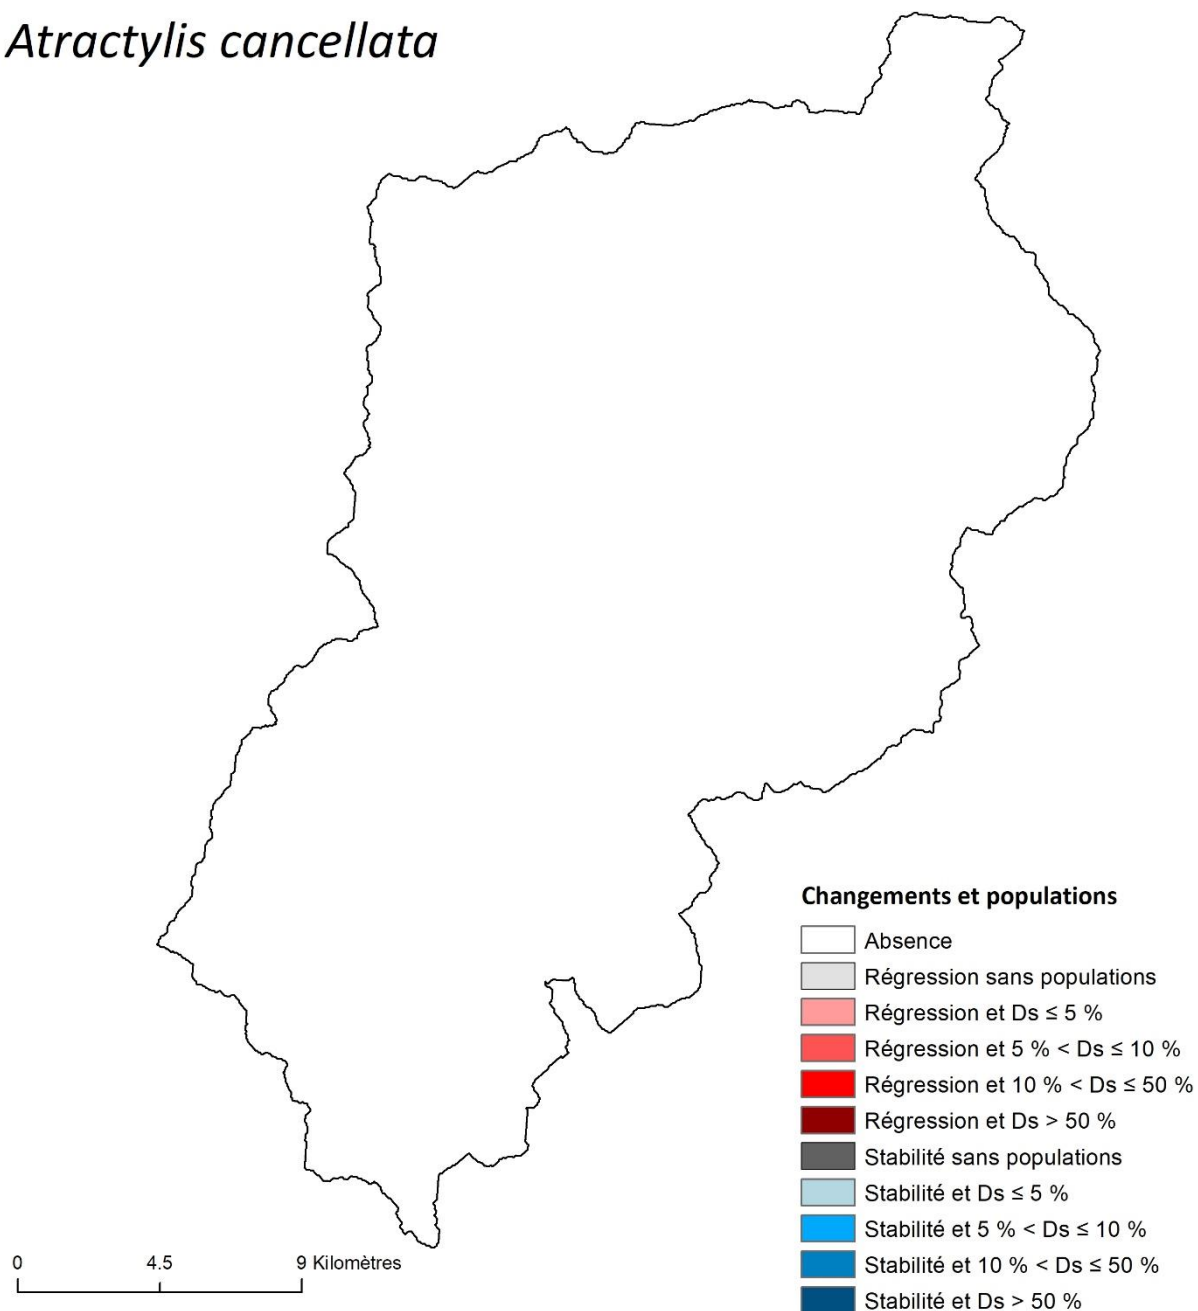 Atractylis cancellata
Changements et populations
Absence
Régression sans populations
Régression et Ds ≤ 5 %
Régression et 5 % < Ds ≤ 10 %
Régression et 10 % < Ds ≤ 50 %
Régression et Ds > 50 %
Stabilité sans populations
Stabilité et Ds ≤ 5 %
Stabilité et 5 % < Ds ≤ 10 %
Stabilité et 10 % < Ds ≤ 50 %
Stabilité et Ds > 50 %
0 4.5 9 Kilomètres